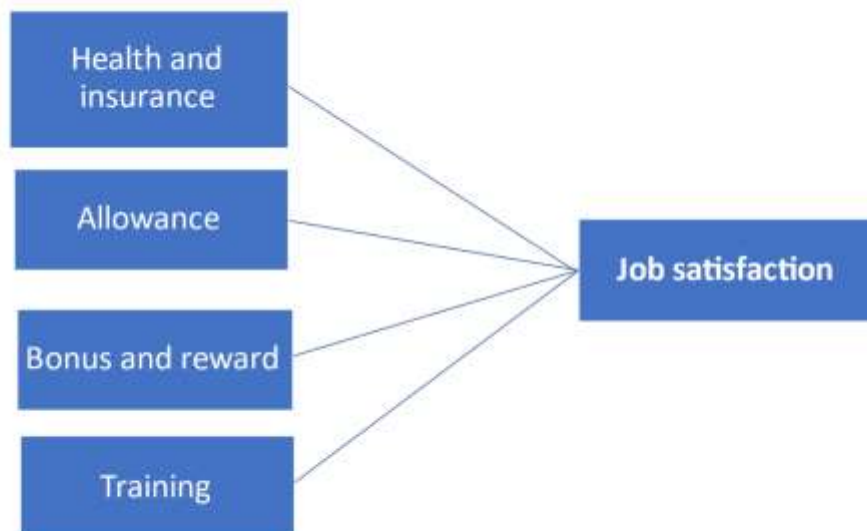 Health and
insurance
Allowance
Job satisfaction
Bonus and reward
Training